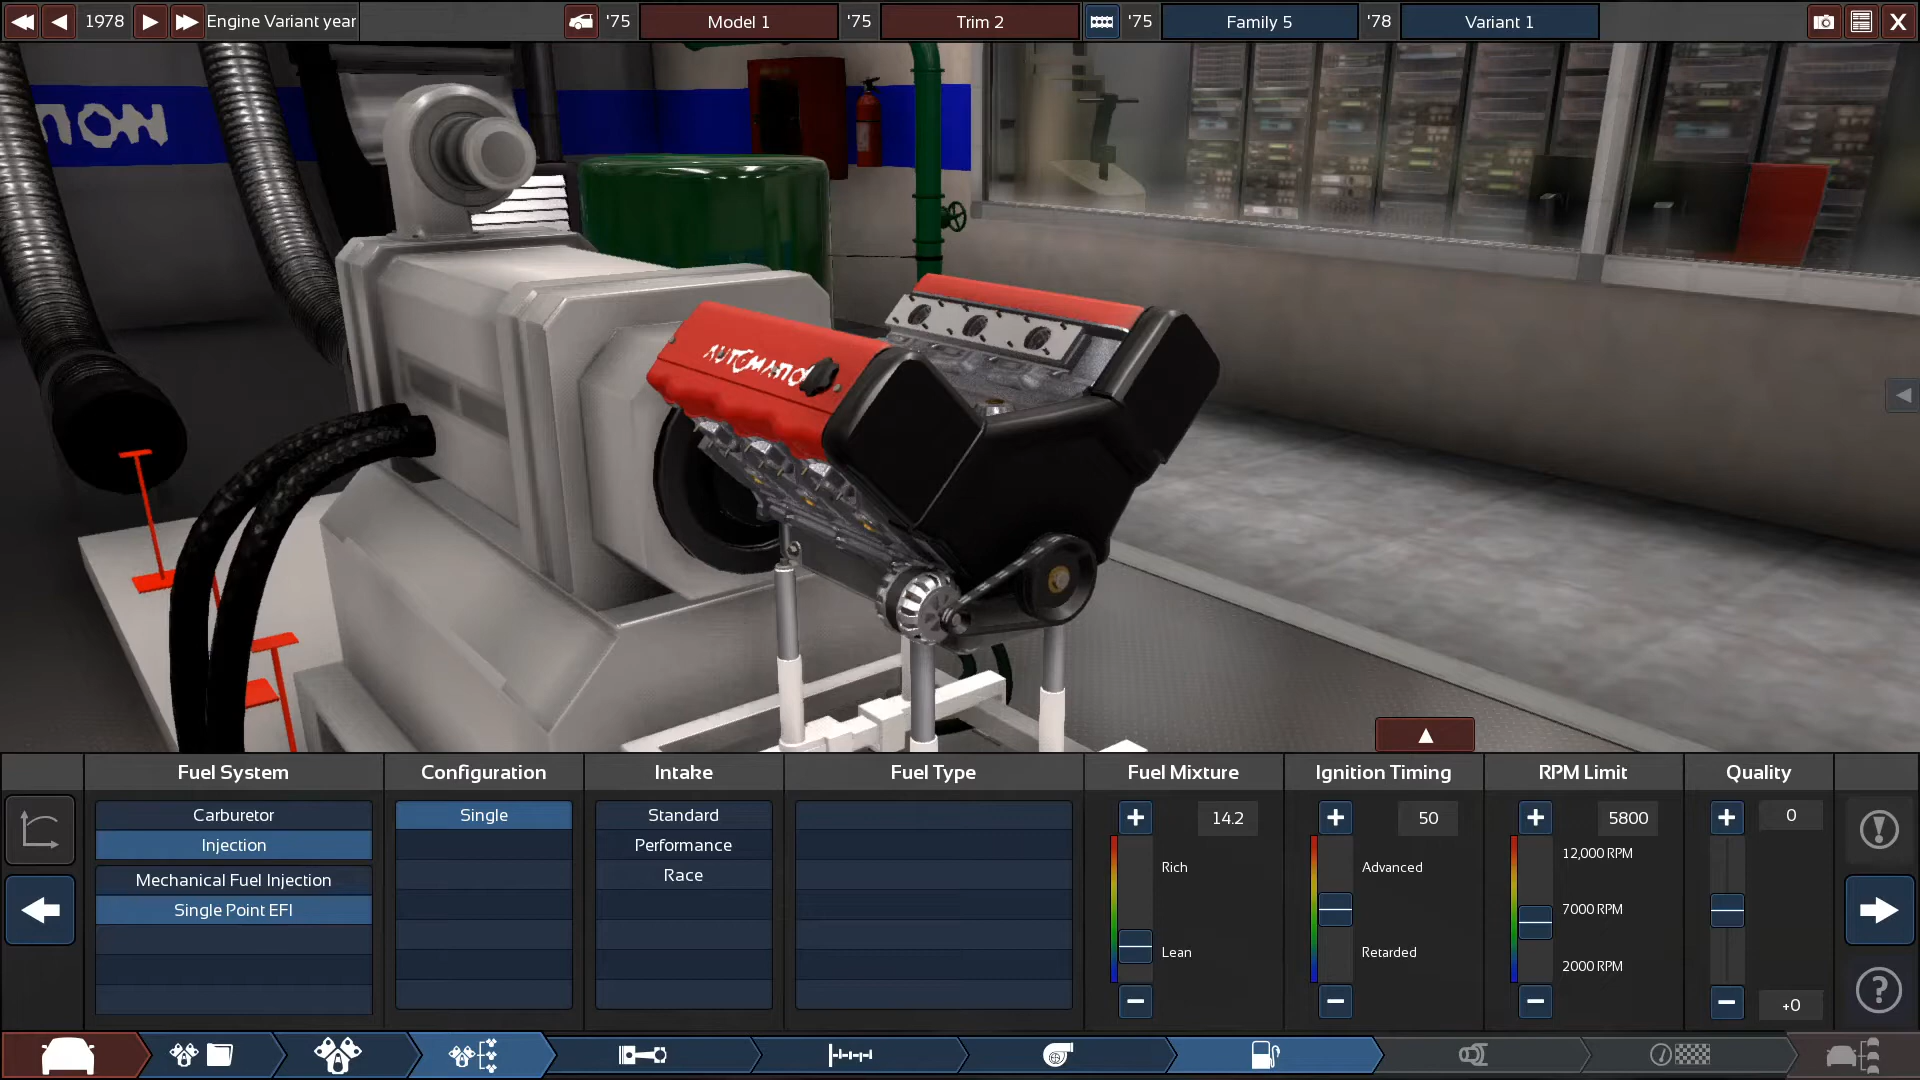 1978
Engine Variant year
'75
Model 1
'75
Trim 2
'75
Family 5
'78
Variant 1
X
AUTOMATION
Fuel System
Configuration
Intake
Fuel Type
Fuel Mixture
Ignition Timing
RPM Limit
Quality
Carburetor
Injection
Mechanical Fuel Injection
Single Point EFI
Single
Standard
Performance
Race
14.2
Rich
Lean
50
Advanced
Retarded
5800
12,000 RPM
7000 RPM
2000 RPM
0
+0